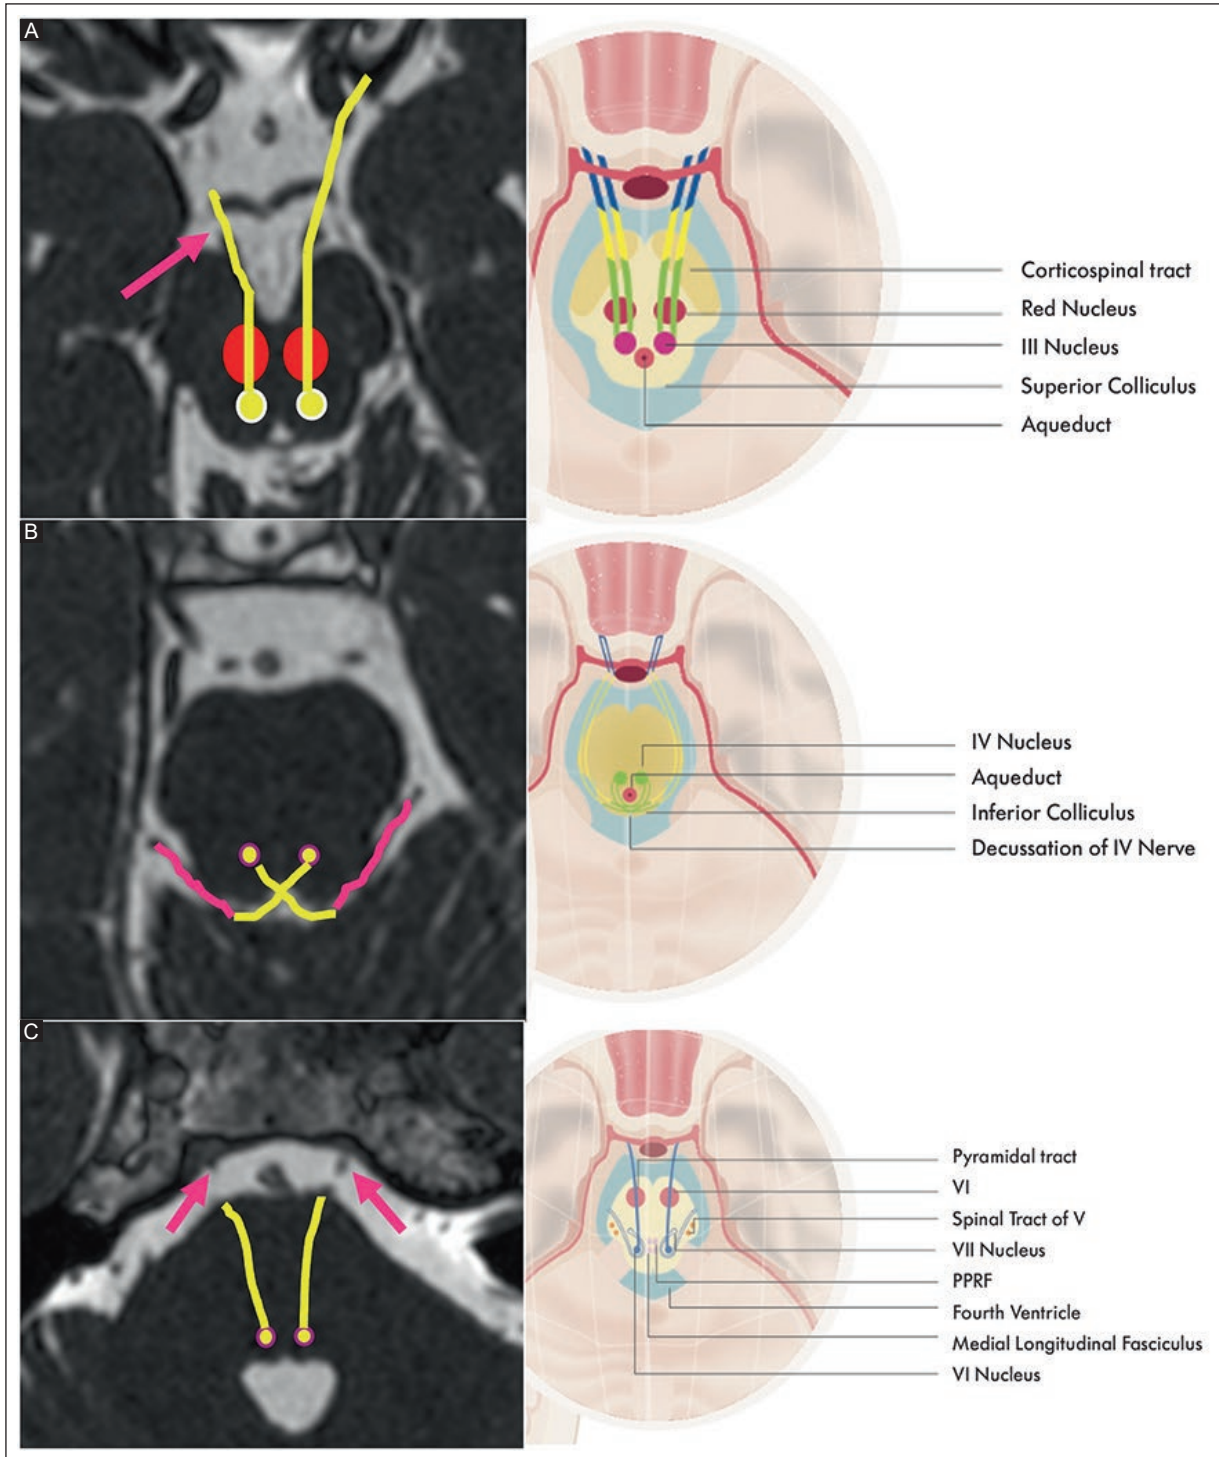 A
Corticospinal tract
Red Nucleus
III Nucleus
Superior Colliculus
Aqueduct
B
IV Nucleus
Aqueduct
Inferior Colliculus
Decussation of IV Nerve
C
Pyramidal tract
VI
Spinal Tract of V
VII Nucleus
PPRF
Fourth Ventricle
Medial Longitudinal Fasciculus
VI Nucleus